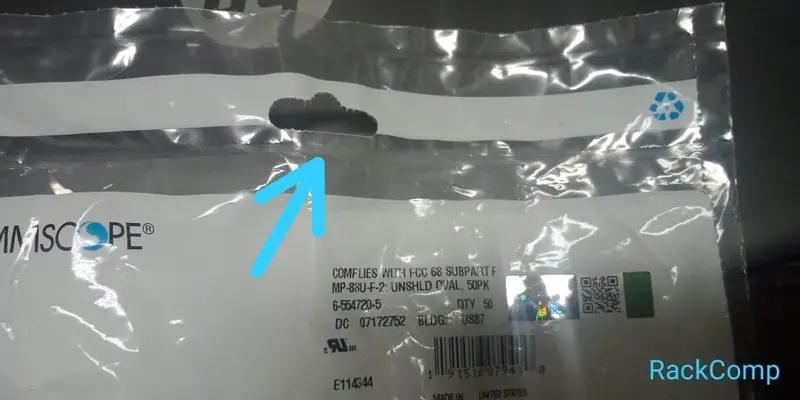 MMSCOPE®
COMPLIES WITH FCC 68 SUBPART F
MP-88U-F-2: UNSHLD OVAL, 50PK
6-554720-5 QTY 50
DC 07172752 BLDG: US87
E114344
MADE IN UNITED STATES
RackComp